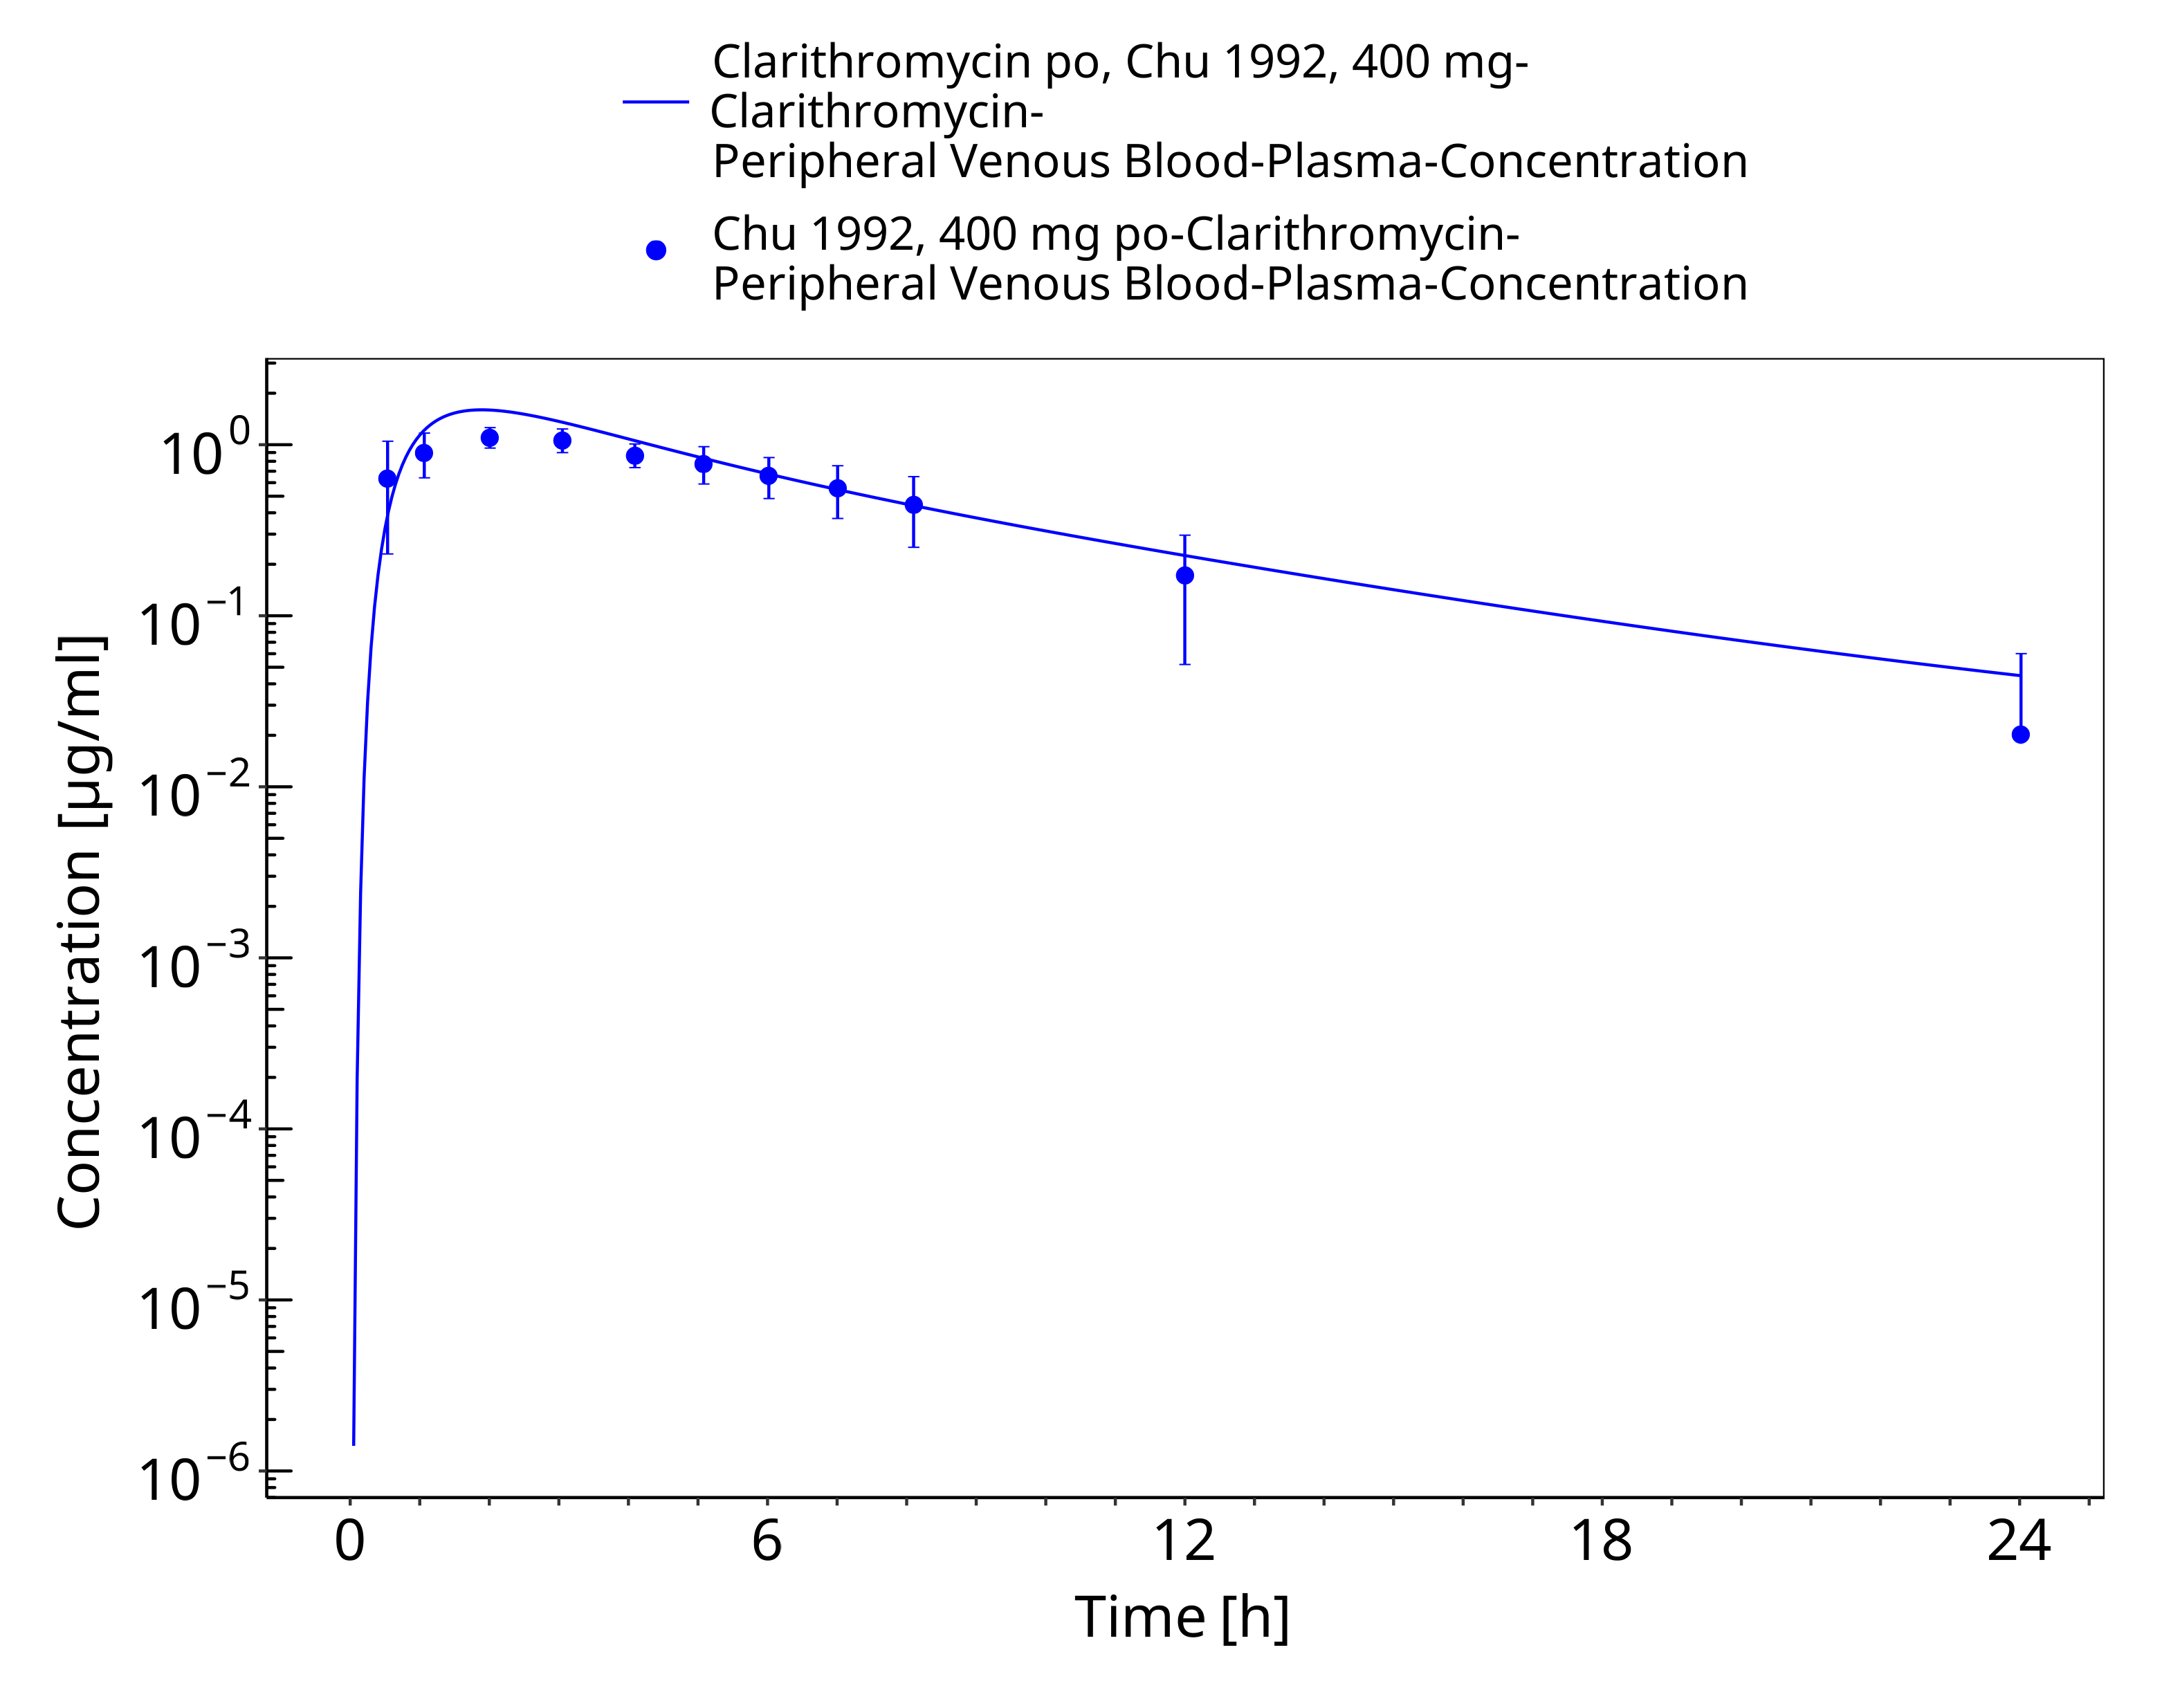 Clarithromycin po, Chu 1992, 400 mg-
Clarithromycin-
Peripheral Venous Blood-Plasma-Concentration
Chu 1992, 400 mg po-Clarithromycin-
Peripheral Venous Blood-Plasma-Concentration
Concentration [µg/ml]
10⁰
10⁻¹
10⁻²
10⁻³
10⁻⁴
10⁻⁵
10⁻⁶
0 6 12 18 24
Time [h]